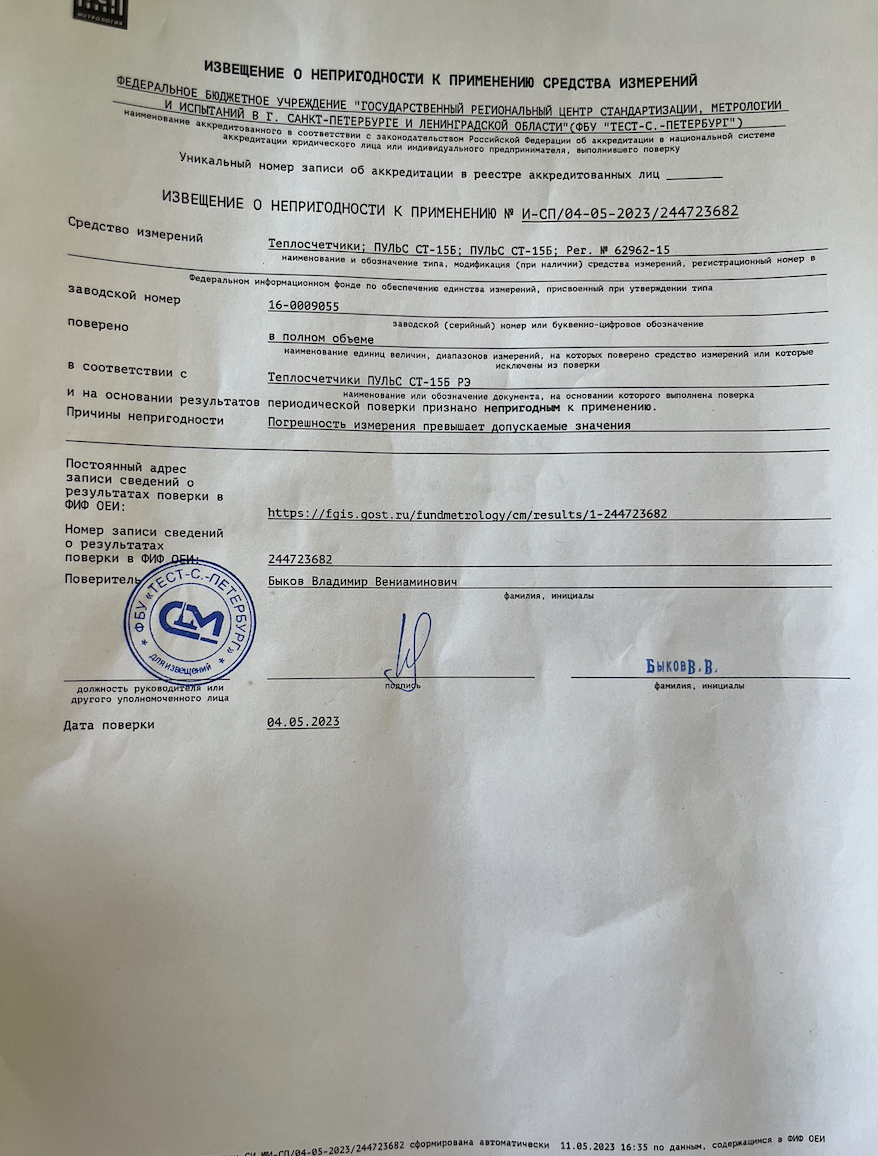 МЕТРОЛОГИЯ
ИЗВЕЩЕНИЕ О НЕПРИГОДНОСТИ К ПРИМЕНЕНИЮ СРЕДСТВА ИЗМЕРЕНИЙ
ФЕДЕРАЛЬНОЕ БЮДЖЕТНОЕ УЧРЕЖДЕНИЕ "ГОСУДАРСТВЕННЫЙ РЕГИОНАЛЬНЫЙ ЦЕНТР СТАНДАРТИЗАЦИИ, МЕТРОЛОГИИ
И ИСПЫТАНИЙ В Г. САНКТ-ПЕТЕРБУРГЕ И ЛЕНИНГРАДСКОЙ ОБЛАСТИ"(ФБУ "ТЕСТ-С.-ПЕТЕРБУРГ")
наименование аккредитованного в соответствии с законодательством Российской Федерации об аккредитации в национальной системе
аккредитации юридического лица или индивидуального предпринимателя, выполнившего поверку
Уникальный номер записи об аккредитации в реестре аккредитованных лиц
ИЗВЕЩЕНИЕ О НЕПРИГОДНОСТИ К ПРИМЕНЕНИЮ № И-СП/04-05-2023/244723682
Средство измерений Теплосчетчики; ПУЛЬС СТ-15Б; ПУЛЬС СТ-15Б; Рег. № 62962-15
наименование и обозначение типа, модификация (при наличии) средства измерений, регистрационный номер в
Федеральном информационном фонде по обеспечению единства измерений, присвоенный при утверждении типа
заводской номер 16-0009055
заводской (серийный) номер или буквенно-цифровое обозначение
поверено в полном объеме
наименование единиц величин, диапазонов измерений, на которых поверено средство измерений или которые
исключены из поверки
в соответствии с Теплосчетчики ПУЛЬС СТ-15Б РЭ
наименование или обозначение документа, на основании которого выполнена поверка
и на основании результатов периодической поверки признано непригодным к применению.
Причины непригодности Погрешность измерения превышает допускаемые значения
Постоянный адрес
записи сведений о
результатах поверки в
ФИФ ОЕИ: https://fgis.gost.ru/fundmetrology/cm/results/1-244723682
Номер записи сведений
о результатах
поверки в ФИФ ОЕИ: 244723682
Поверитель Быков Владимир Вениаминович
фамилия, инициалы
ФБУ «ТЕСТ-С.-ПЕТЕРБУРГ»
для извещений
Быков В.В.
должность руководителя или
другого уполномоченного лица
подпись
фамилия, инициалы
Дата поверки 04.05.2023
СИ №И-СП/04-05-2023/244723682 сформирована автоматически 11.05.2023 16:35 по данным, содержащимся в ФИФ ОЕИ